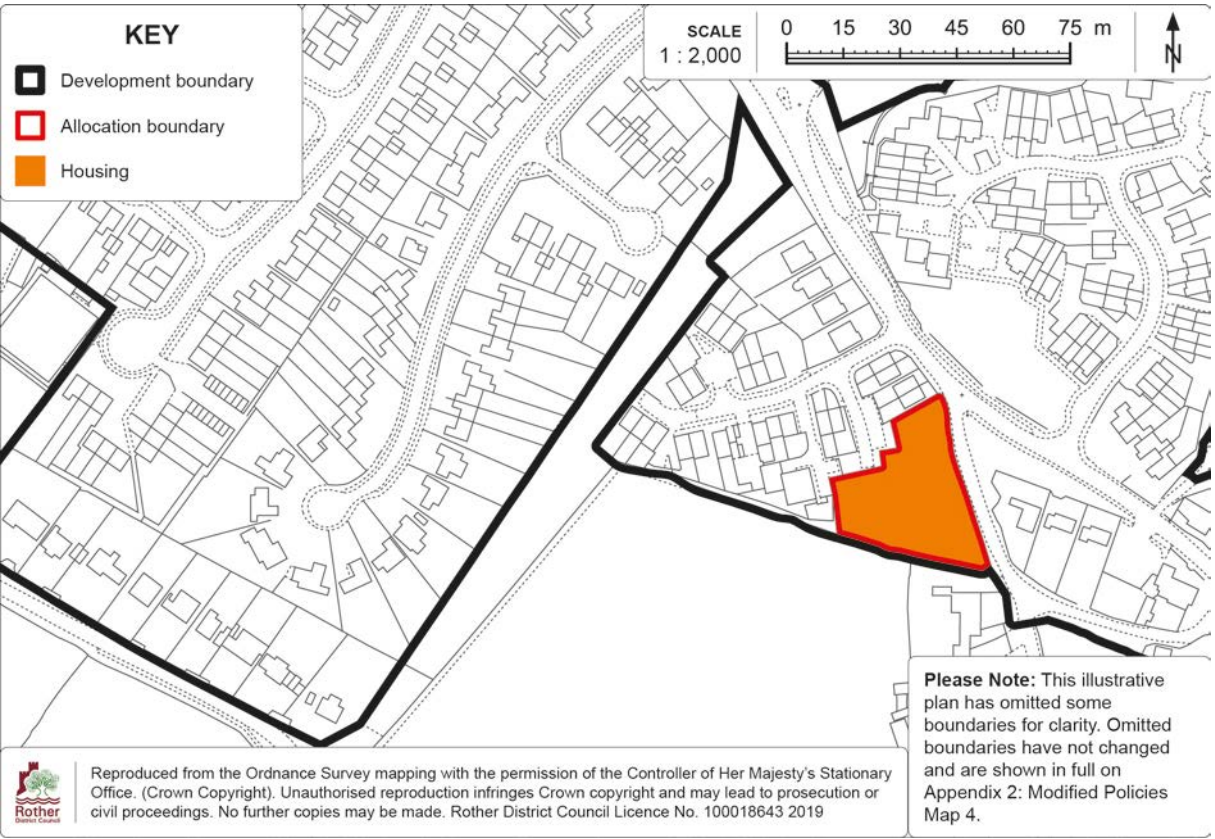 KEY
Development boundary
Allocation boundary
Housing
SCALE
1 : 2,000
0 15 30 45 60 75 m
N
Please Note: This illustrative
plan has omitted some
boundaries for clarity. Omitted
boundaries have not changed
and are shown in full on
Appendix 2: Modified Policies
Map 4.
Rother
District Council
Reproduced from the Ordnance Survey mapping with the permission of the Controller of Her Majesty's Stationary
Office. (Crown Copyright). Unauthorised reproduction infringes Crown copyright and may lead to prosecution or
civil proceedings. No further copies may be made. Rother District Council Licence No. 100018643 2019